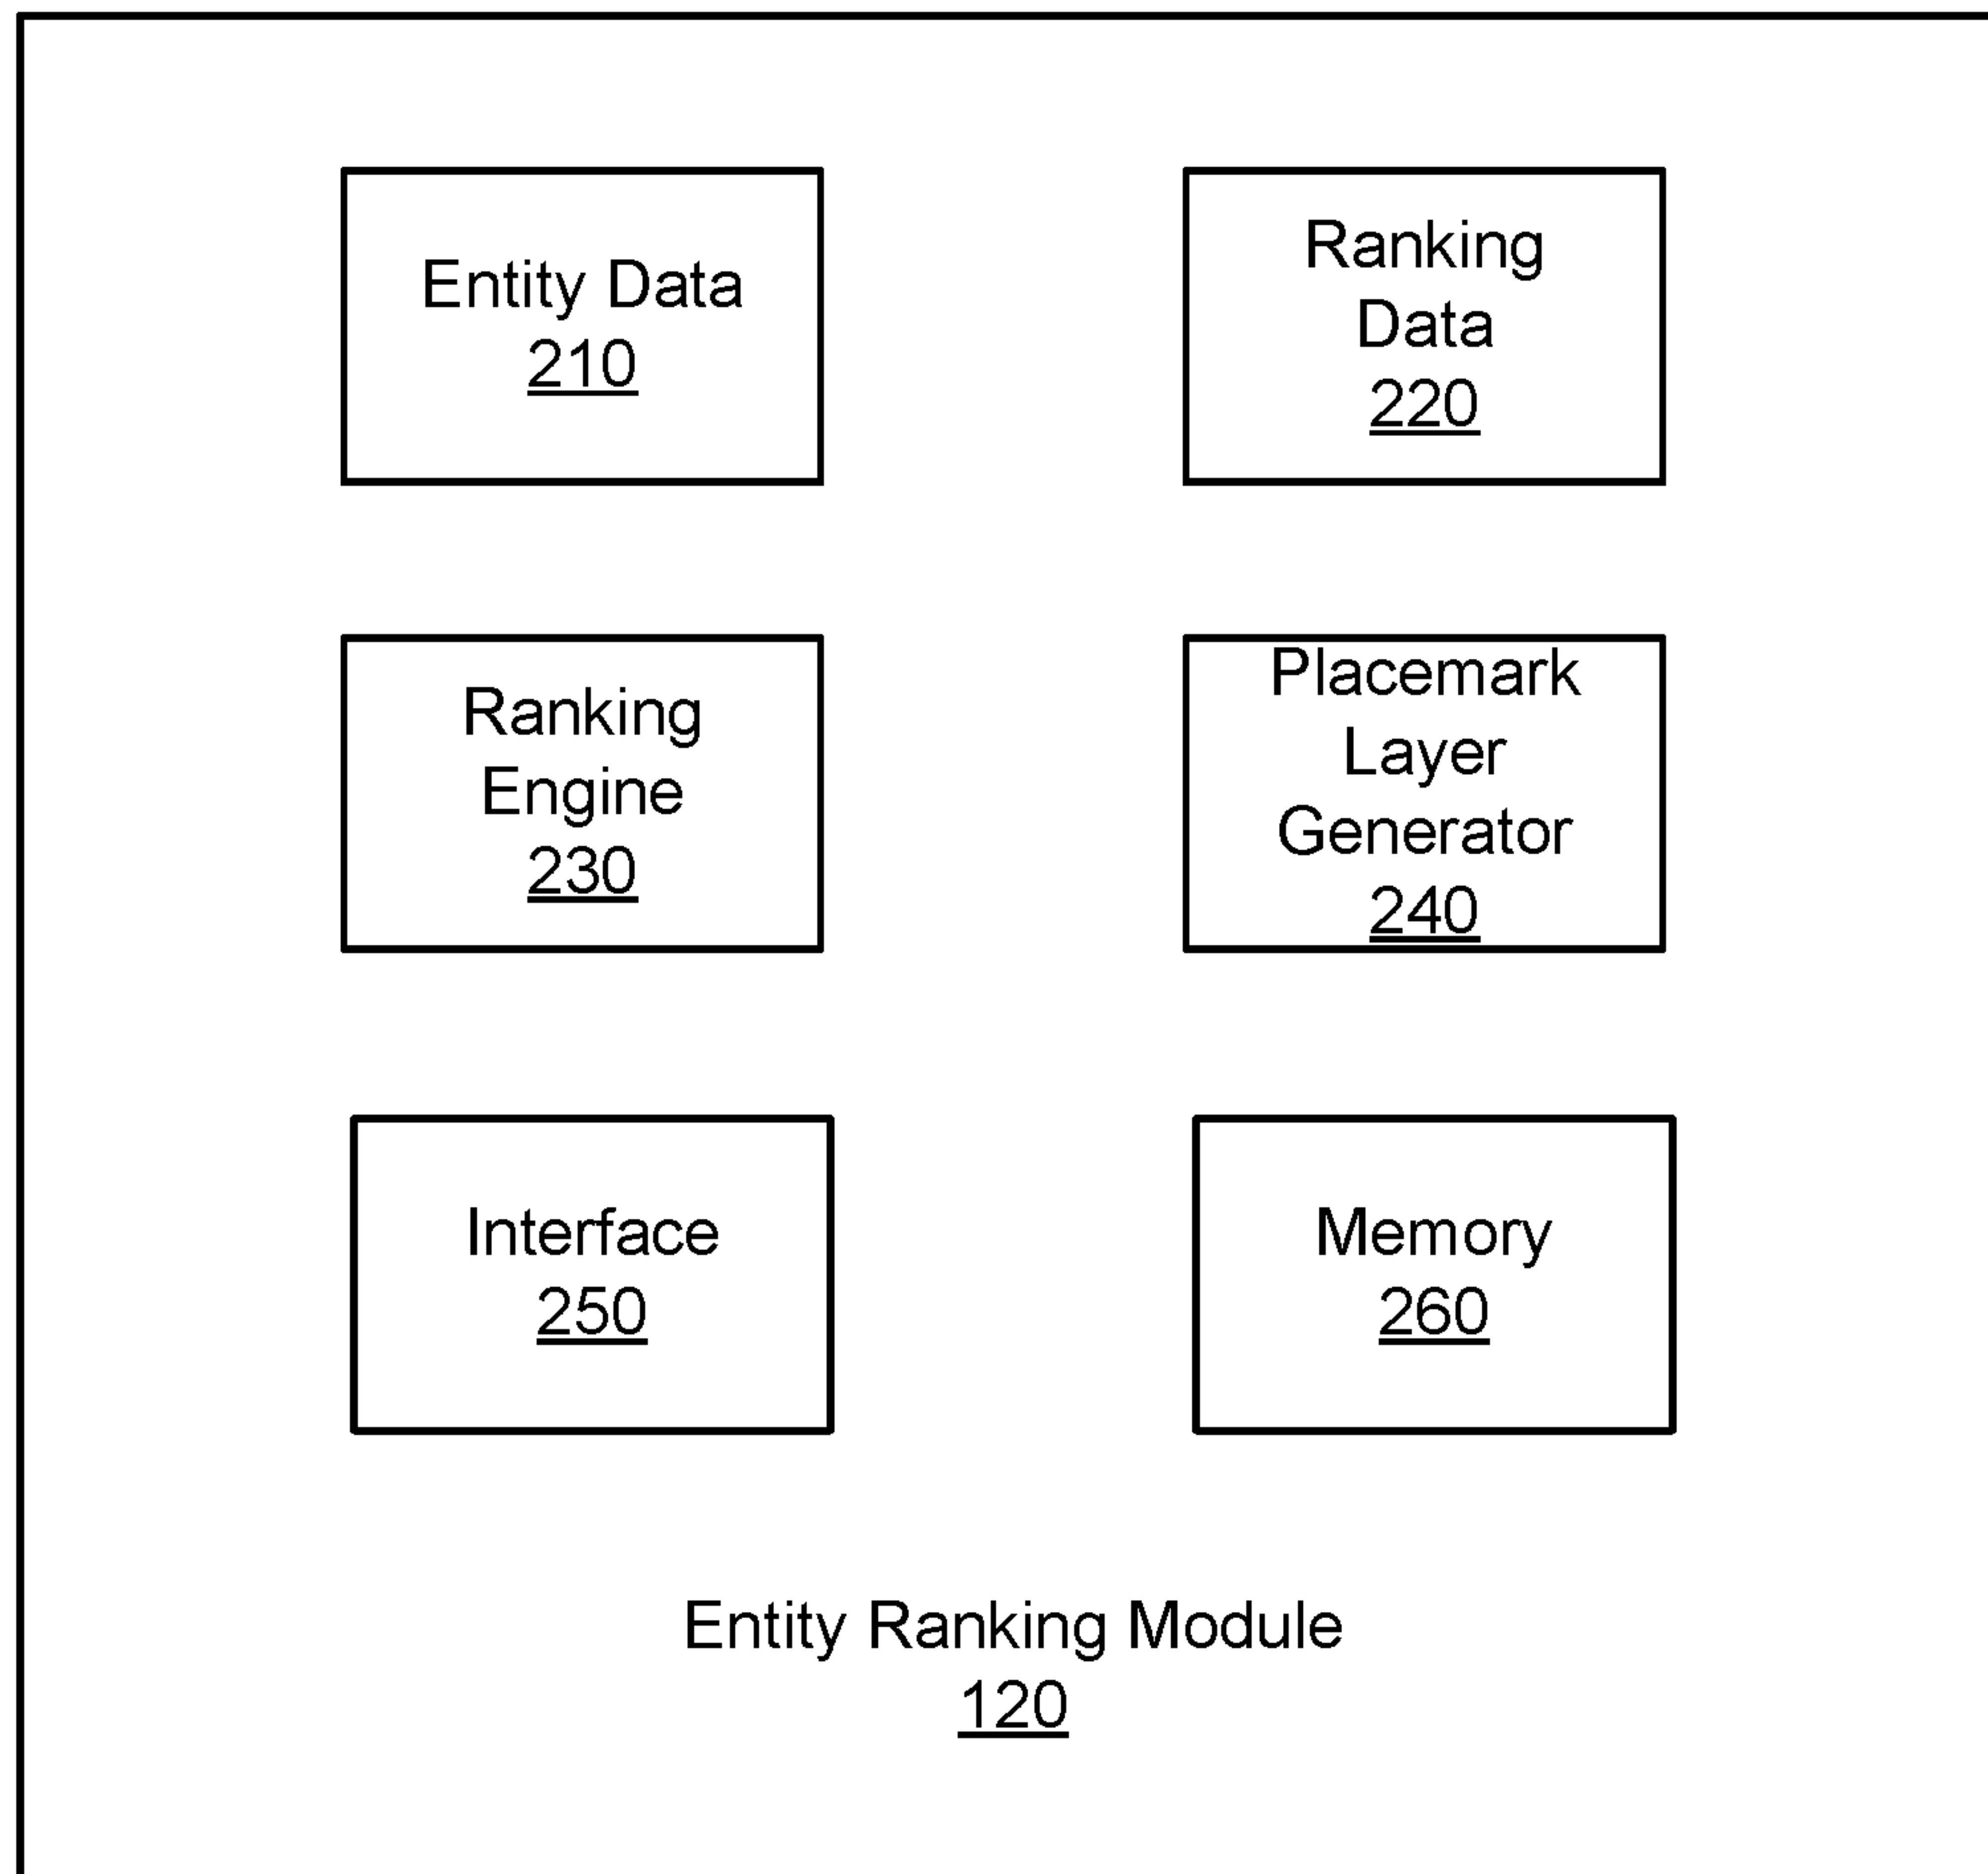 Entity Data
210
Ranking
Data
220
Ranking
Engine
230
Placemark
Layer
Generator
240
Interface
250
Memory
260
Entity Ranking Module
120